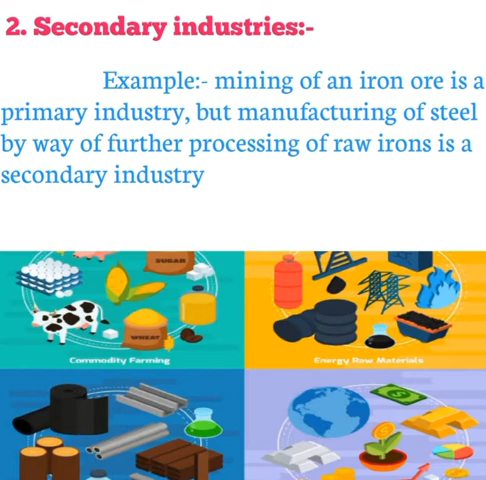 2. Secondary industries:-
Example:- mining of an iron ore is a
primary industry, but manufacturing of steel
by way of further processing of raw irons is a
secondary industry
SUGAR
WHEAT
Commodity Farming
Energy Raw Materials